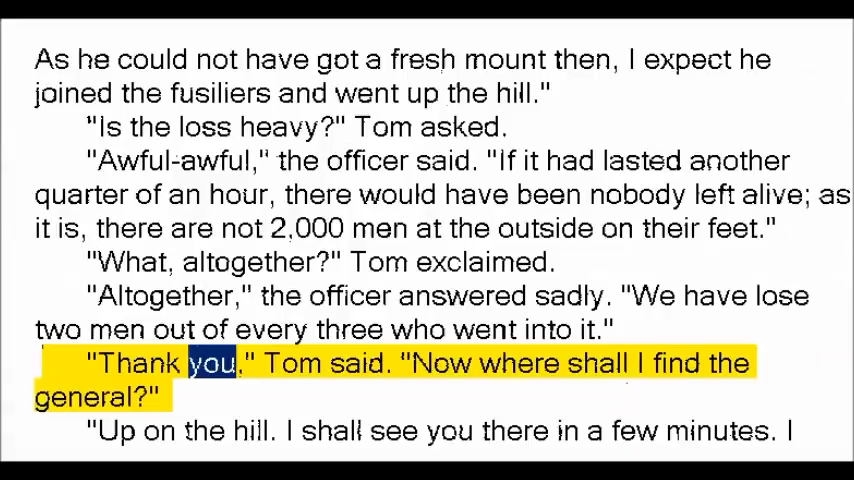 As he could not have got a fresh mount then, I expect he
joined the fusiliers and went up the hill."
"Is the loss heavy?" Tom asked.
"Awful-awful," the officer said. "If it had lasted another
quarter of an hour, there would have been nobody left alive; as
it is, there are not 2,000 men at the outside on their feet."
"What, altogether?" Tom exclaimed.
"Altogether," the officer answered sadly. "We have lose
two men out of every three who went into it."
"Thank you," Tom said. "Now where shall I find the
general?"
"Up on the hill. I shall see you there in a few minutes. I